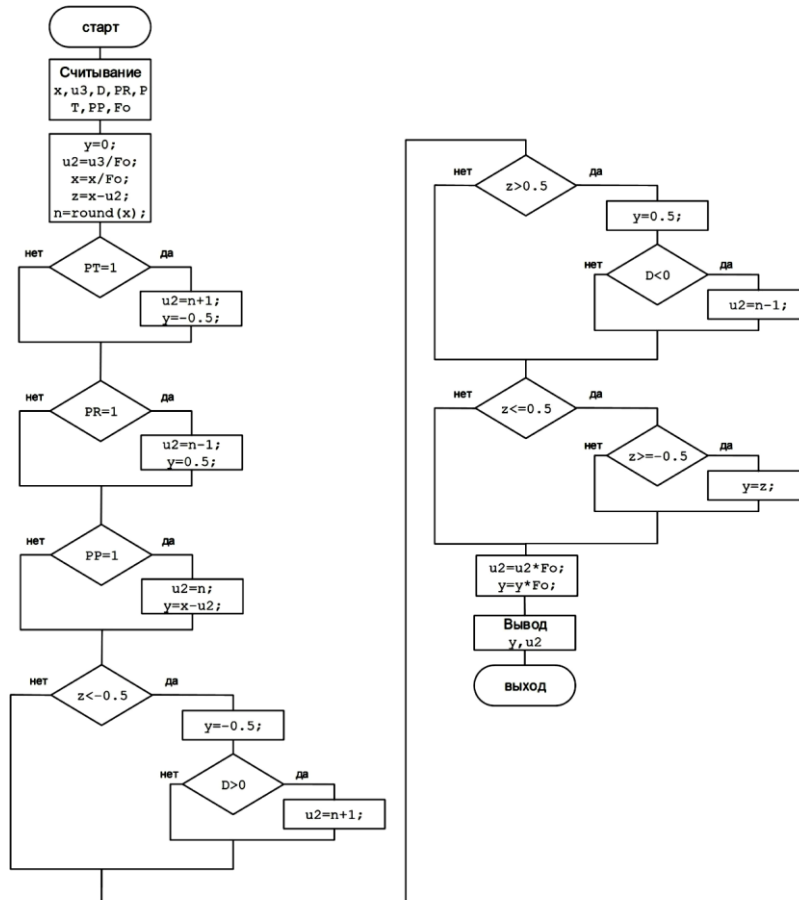 старт
Считывание
x,u3,D,PR,P
T,PP,Fo
y=0;
u2=u3/Fo;
x=x/Fo;
z=x-u2;
n=round(x);
нет
да
PT=1
u2=n+1;
y=-0.5;
нет
да
PR=1
u2=n-1;
y=0.5;
нет
да
PP=1
u2=n;
y=x-u2;
нет
да
z<-0.5
y=-0.5;
нет
да
D>0
u2=n+1;
нет
да
z>0.5
y=0.5;
нет
да
D<0
u2=n-1;
нет
да
z<=0.5
нет
да
z>=-0.5
y=z;
u2=u2*Fo;
y=y*Fo;
Вывод
y,u2
выход